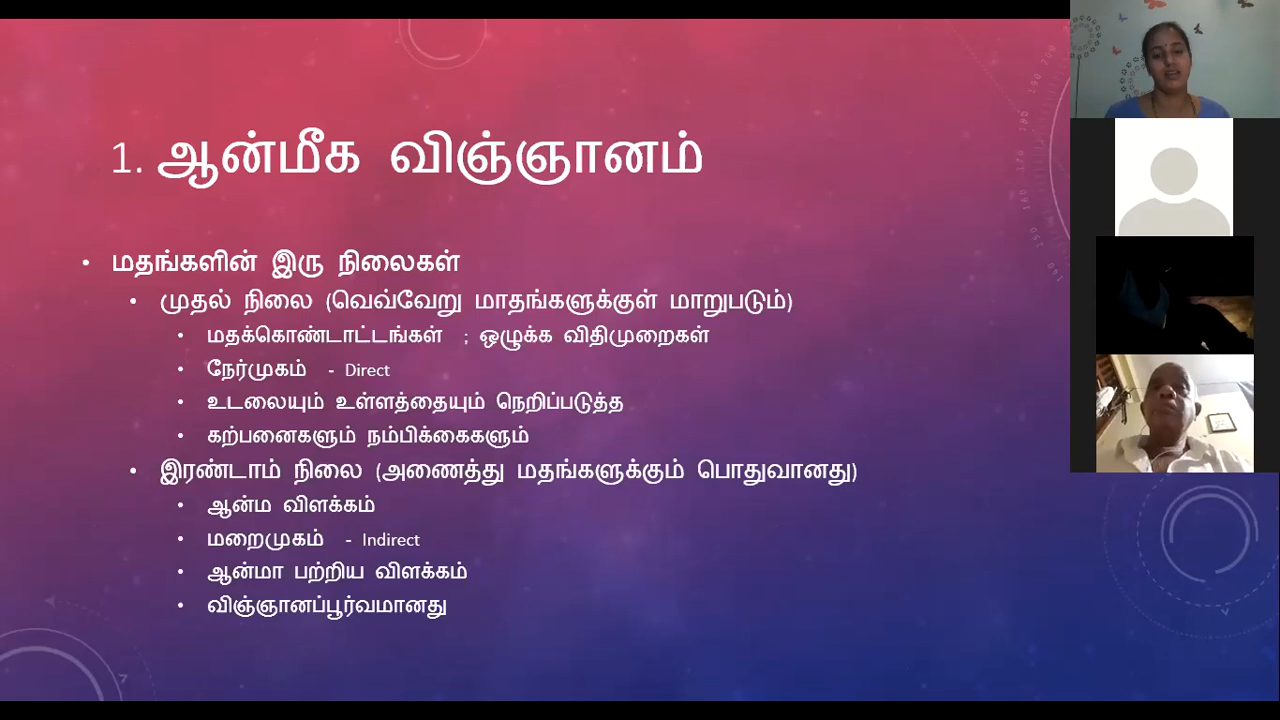 1. ஆன்மீக விஞ்ஞானம்
• மதங்களின் இரு நிலைகள்
• முதல் நிலை (வெவ்வேறு மாதங்களுக்குள் மாறுபடும்)
• மதக்கொண்டாட்டங்கள் ; ஒழுக்க விதிமுறைகள்
• நேர்முகம் - Direct
• உடலையும் உள்ளத்தையும் நெறிப்படுத்த
• கற்பனைகளும் நம்பிக்கைகளும்
• இரண்டாம் நிலை (அணைத்து மதங்களுக்கும் பொதுவானது)
• ஆன்ம விளக்கம்
• மறைமுகம் - Indirect
• ஆன்மா பற்றிய விளக்கம்
• விஞ்ஞானப்பூர்வமானது